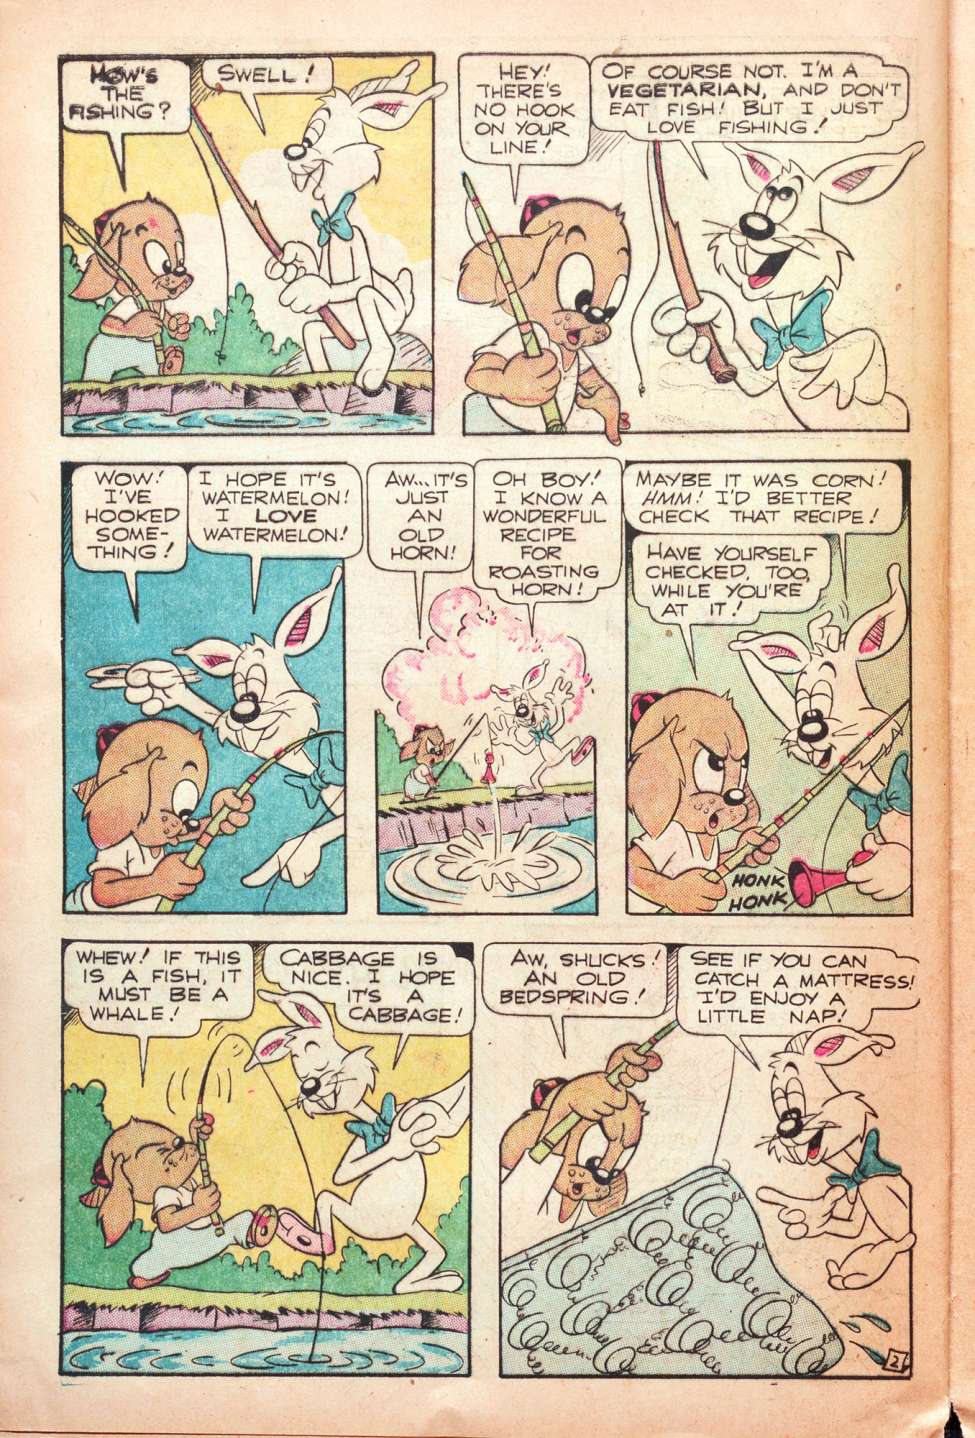 HOW'S
THE
FISHING?
SWELL!
HEY!
THERE'S
NO HOOK
ON YOUR
LINE!
OF COURSE NOT. I'M A
VEGETARIAN, AND DON'T
EAT FISH! BUT I JUST
LOVE FISHING!
WOW!
I'VE
HOOKED
SOME-
THING!
I HOPE IT'S
WATERMELON!
I LOVE
WATERMELON!
AW...IT'S
JUST
AN
OLD
HORN!
OH BOY!
I KNOW A
WONDERFUL
RECIPE
FOR
ROASTING
HORN!
MAYBE IT WAS CORN!
HMM! I'D BETTER
CHECK THAT RECIPE!
HAVE YOURSELF
CHECKED, TOO,
WHILE YOU'RE
AT IT!
HONK
HONK
WHEW! IF THIS
IS A FISH, IT
MUST BE A
WHALE!
CABBAGE IS
NICE. I HOPE
IT'S A
CABBAGE!
AW, SHUCKS!
AN OLD
BEDSPRING!
SEE IF YOU CAN
CATCH A MATTRESS!
I'D ENJOY A
LITTLE NAP!
2